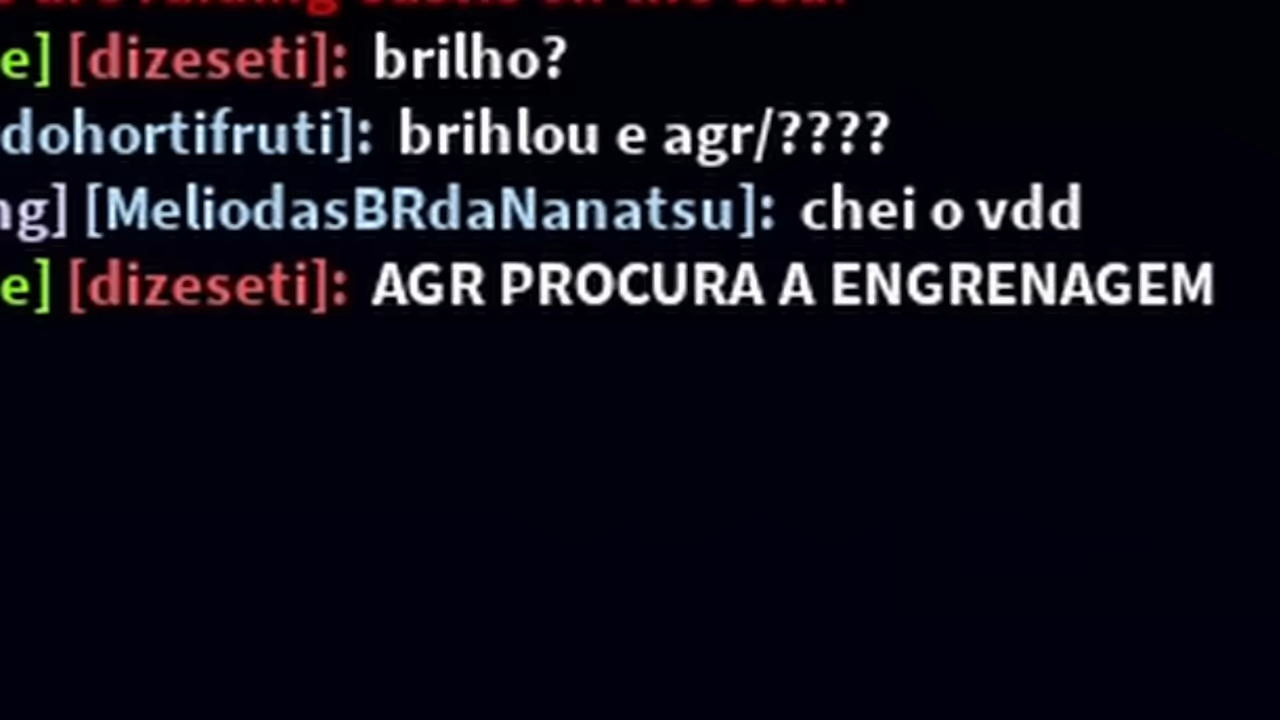 e] [dizeseti]: brilho?
dohortifruti]: brihlou e agr/????
ng] [MeliodasBRdaNanatsu]: chei o vdd
e] [dizeseti]: AGR PROCURA A ENGRENAGEM